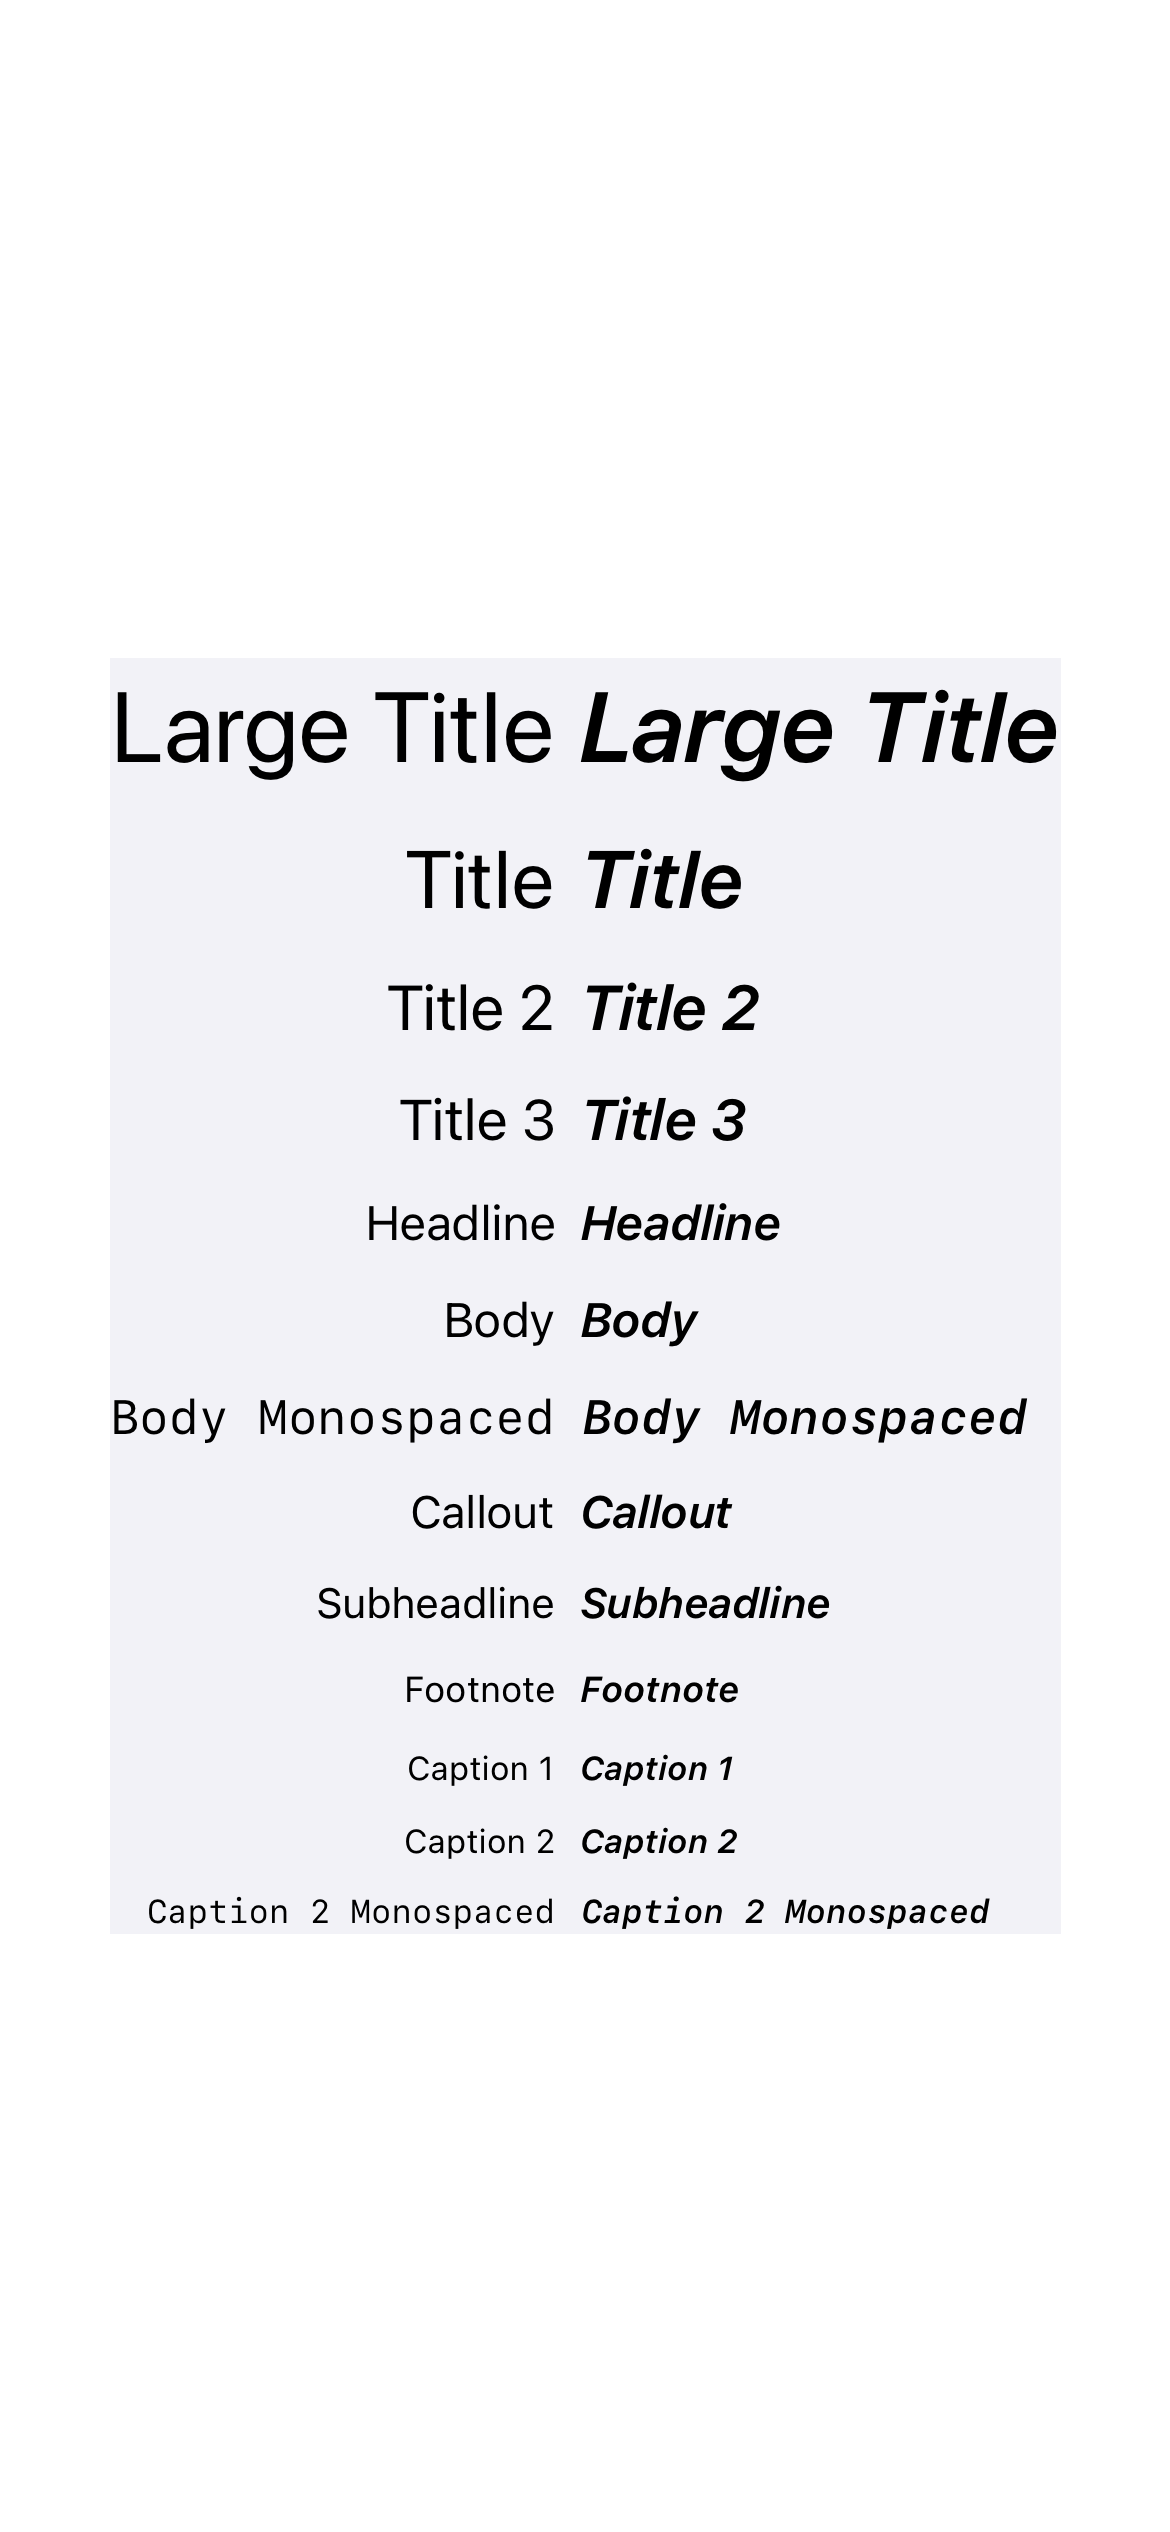 Large Title Large Title
Title Title
Title 2 Title 2
Title 3 Title 3
Headline Headline
Body Body
Body Monospaced Body Monospaced
Callout Callout
Subheadline Subheadline
Footnote Footnote
Caption 1 Caption 1
Caption 2 Caption 2
Caption 2 Monospaced Caption 2 Monospaced